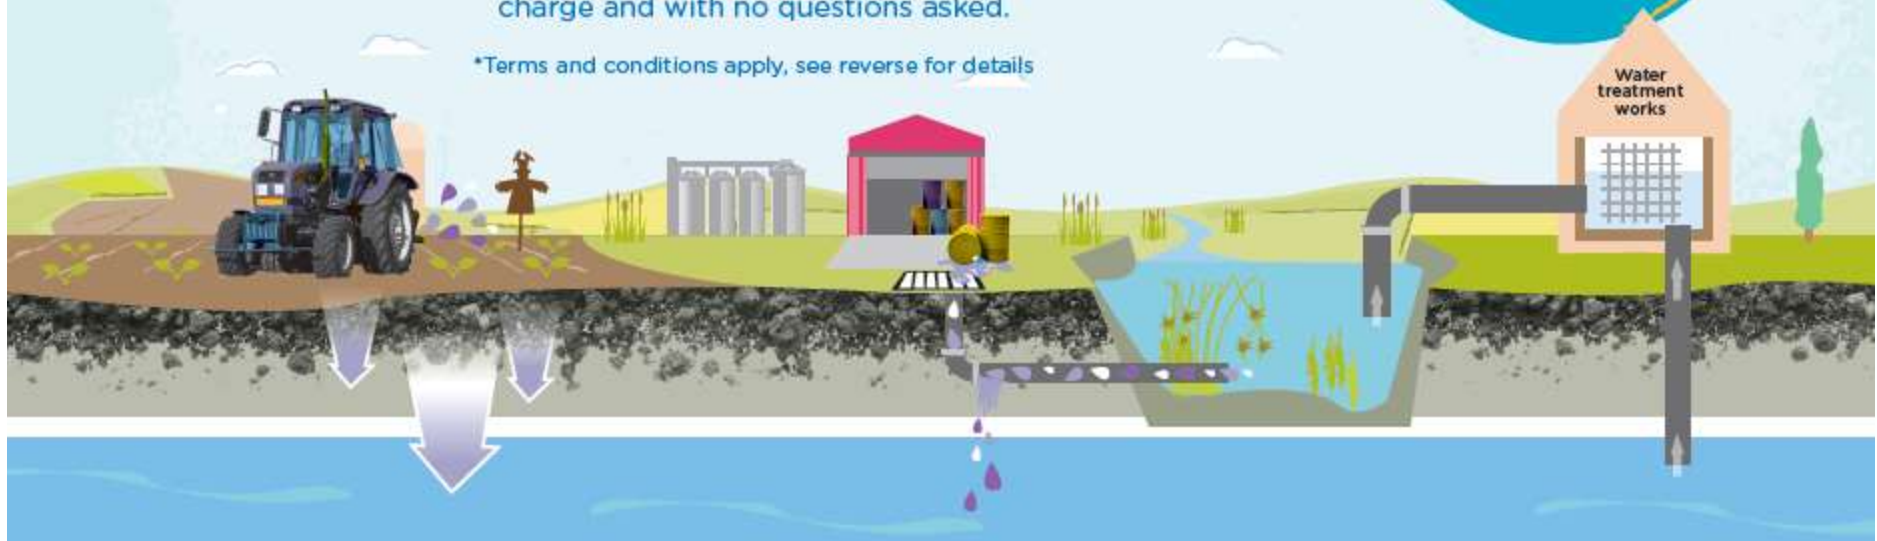 charge and with no questions asked.
*Terms and conditions apply, see reverse for details
Water
treatment
works